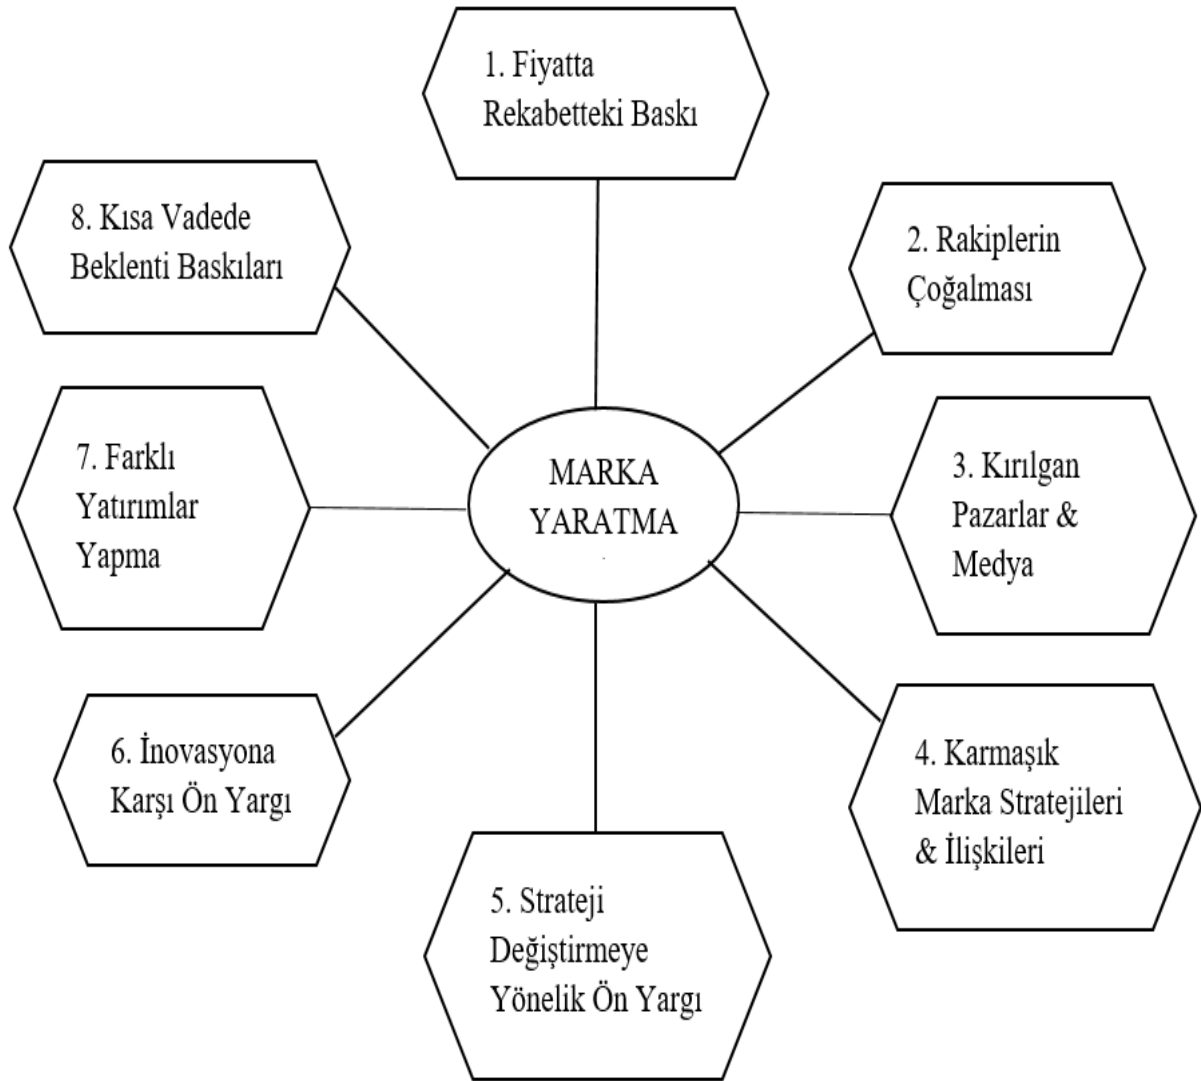 1. Fiyatta
Rekabetteki Baskı
2. Rakiplerin
Çoğalması
3. Kırılgan
Pazarlar &
Medya
4. Karmaşık
Marka Stratejileri
& İlişkileri
5. Strateji
Değiştirmeye
Yönelik Ön Yargı
6. İnovasyona
Karşı Ön Yargı
7. Farklı
Yatırımlar
Yapma
8. Kısa Vadede
Beklenti Baskıları
MARKA
YARATMA